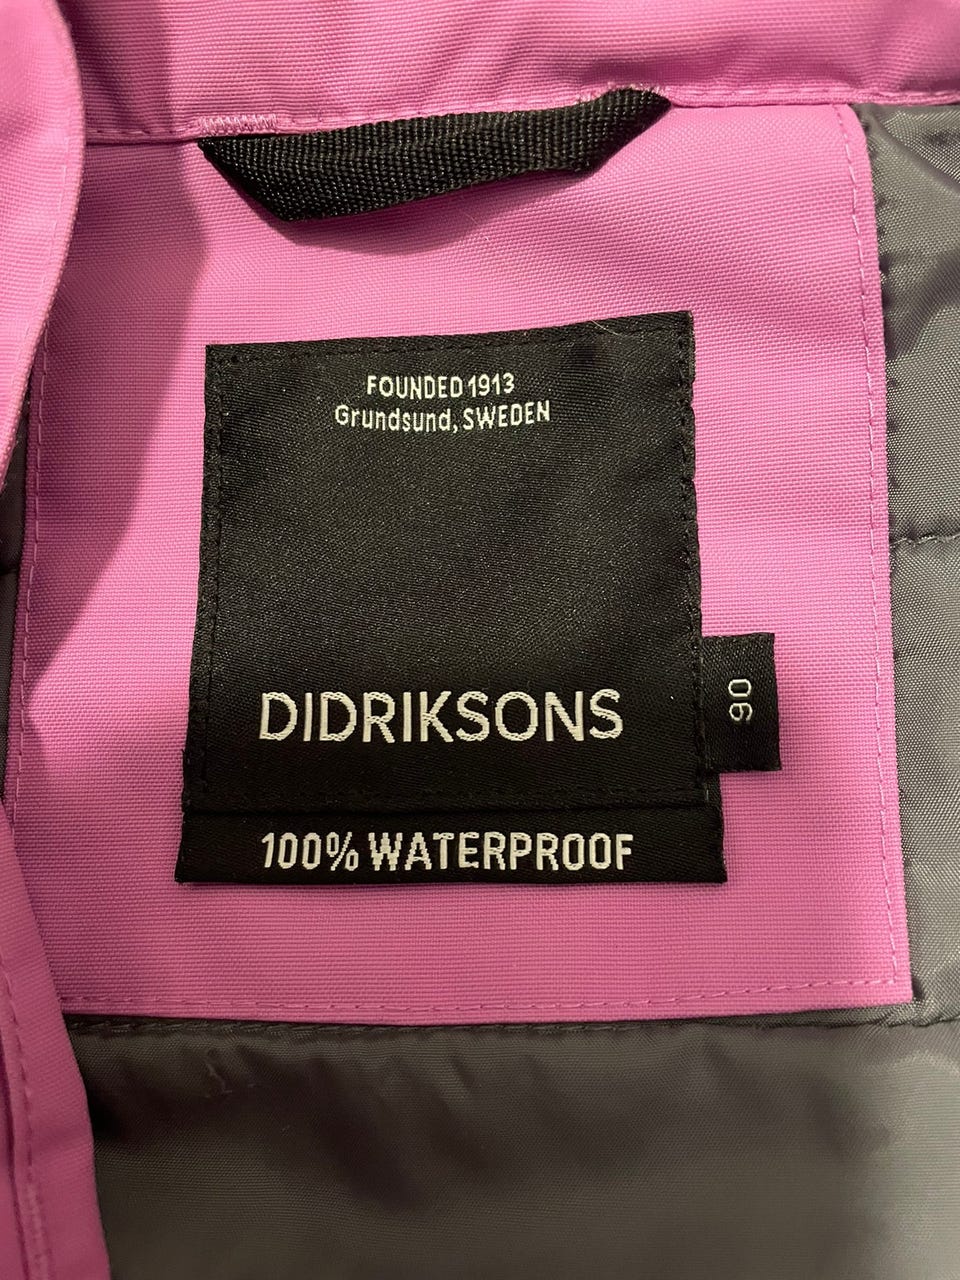 FOUNDED 1913
Grundsund, SWEDEN
DIDRIKSONS
90
100% WATERPROOF